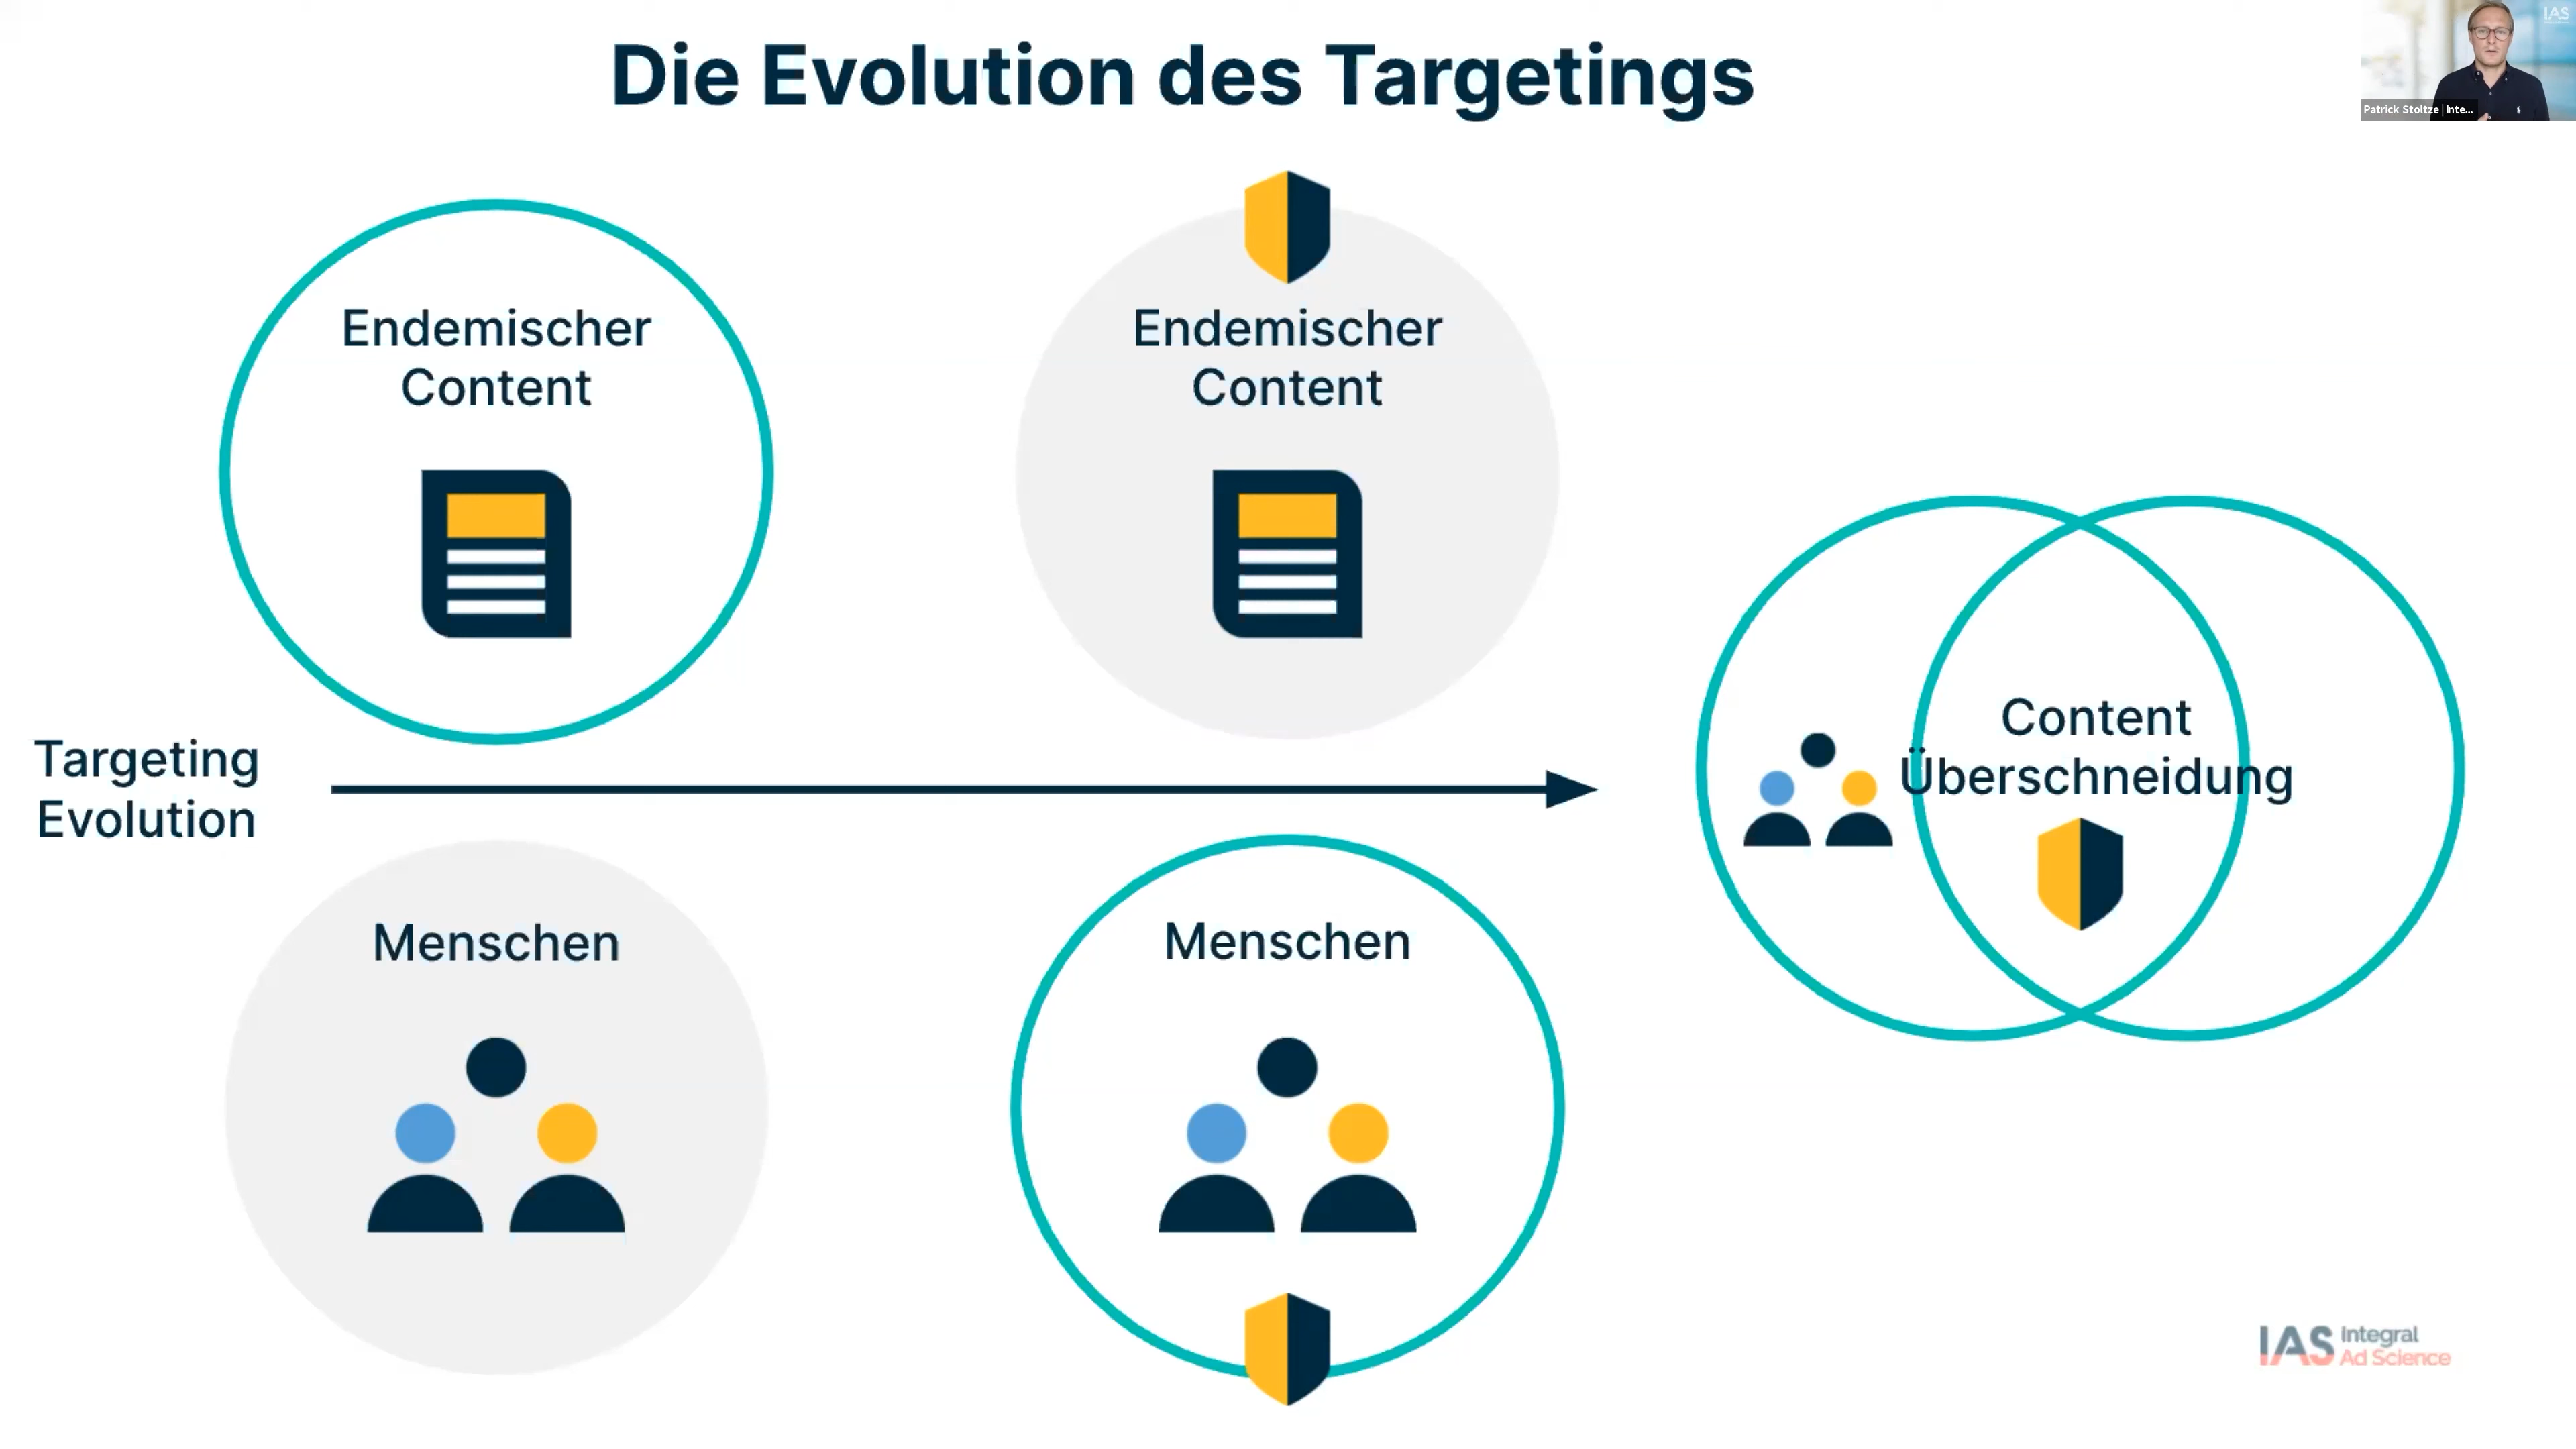 Die Evolution des Targetings
IAS
Patrick Stoltze | Inte...
Endemischer
Content
Endemischer
Content
Targeting
Evolution
Content
Überschneidung
Menschen
Menschen
IAS Integral
Ad Science